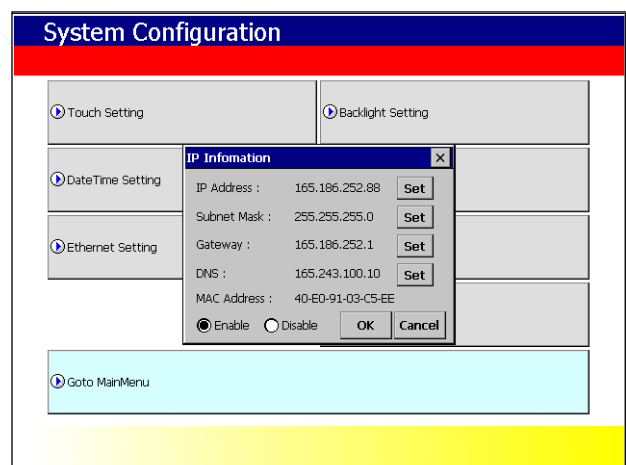 System Configuration
Touch Setting
Backlight Setting
IP Infomation
DateTime Setting
IP Address : 165.186.252.88 Set
Subnet Mask : 255.255.255.0 Set
Ethernet Setting
Gateway : 165.186.252.1 Set
DNS : 165.243.100.10 Set
MAC Address : 40-E0-91-03-C5-EE
Enable Disable OK Cancel
Goto MainMenu